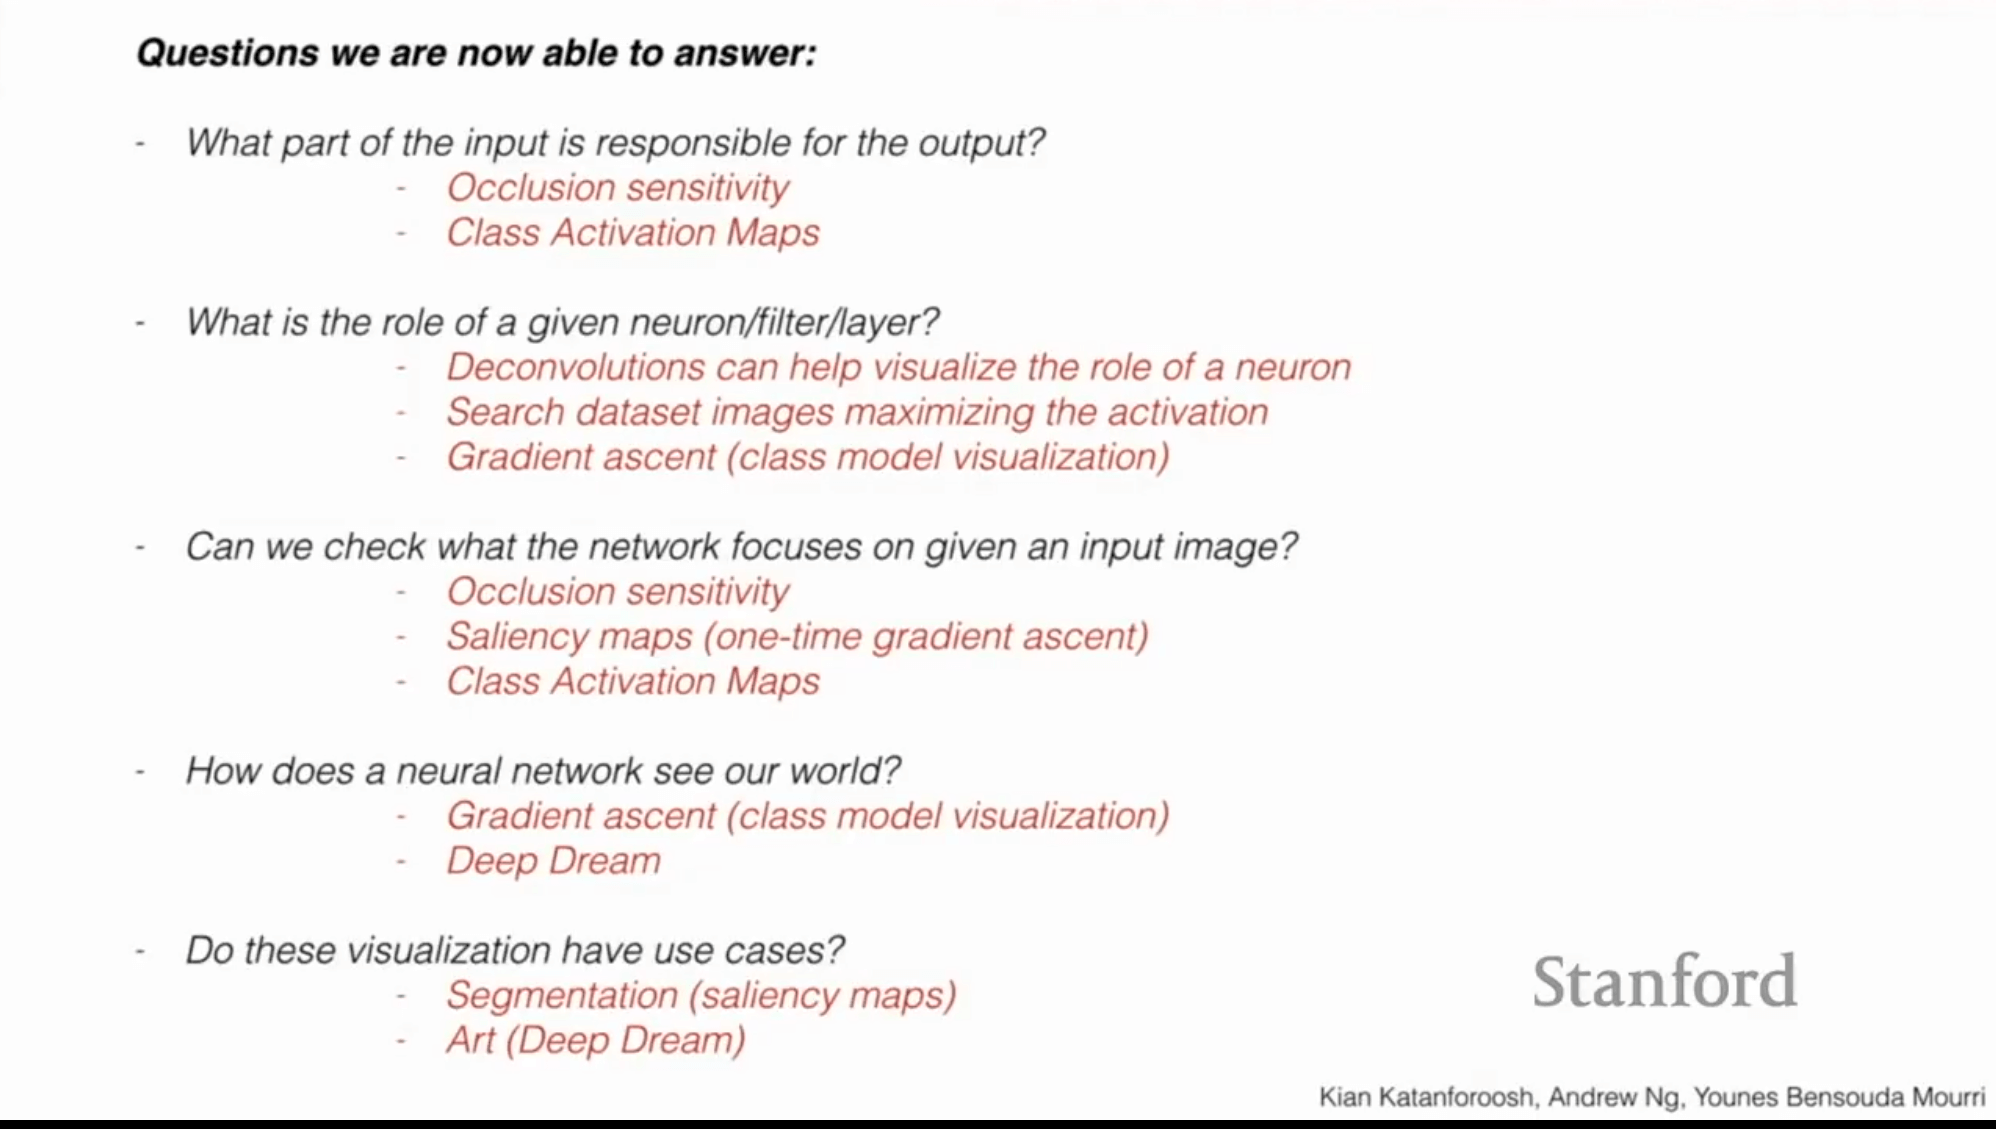 Questions we are now able to answer:
- What part of the input is responsible for the output?
- Occlusion sensitivity
- Class Activation Maps
- What is the role of a given neuron/filter/layer?
- Deconvolutions can help visualize the role of a neuron
- Search dataset images maximizing the activation
- Gradient ascent (class model visualization)
- Can we check what the network focuses on given an input image?
- Occlusion sensitivity
- Saliency maps (one-time gradient ascent)
- Class Activation Maps
- How does a neural network see our world?
- Gradient ascent (class model visualization)
- Deep Dream
- Do these visualization have use cases?
- Segmentation (saliency maps)
- Art (Deep Dream)
Stanford
Kian Katanforoosh, Andrew Ng, Younes Bensouda Mourri